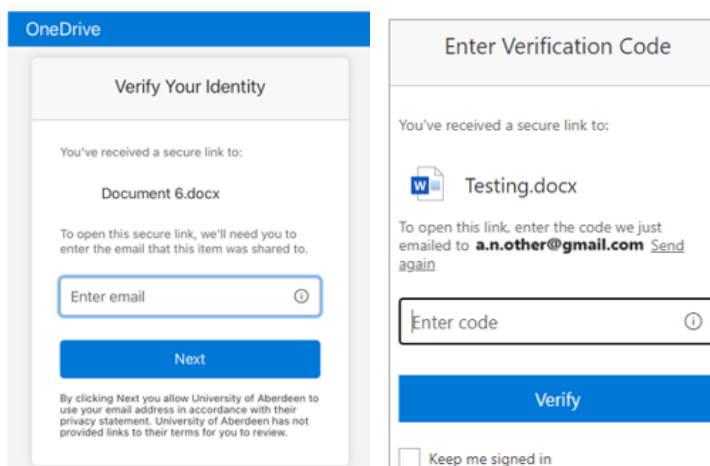 OneDrive
Verify Your Identity
You've received a secure link to:
Document 6.docx
To open this secure link, we'll need you to
enter the email that this item was shared to.
Enter email
Next
By clicking Next you allow University of Aberdeen to
use your email address in accordance with their
privacy statement. University of Aberdeen has not
provided links to their terms for you to review.
Enter Verification Code
You've received a secure link to:
W
Testing.docx
To open this link, enter the code we just
emailed to a.n.other@gmail.com Send
again
Enter code
Verify
Keep me signed in